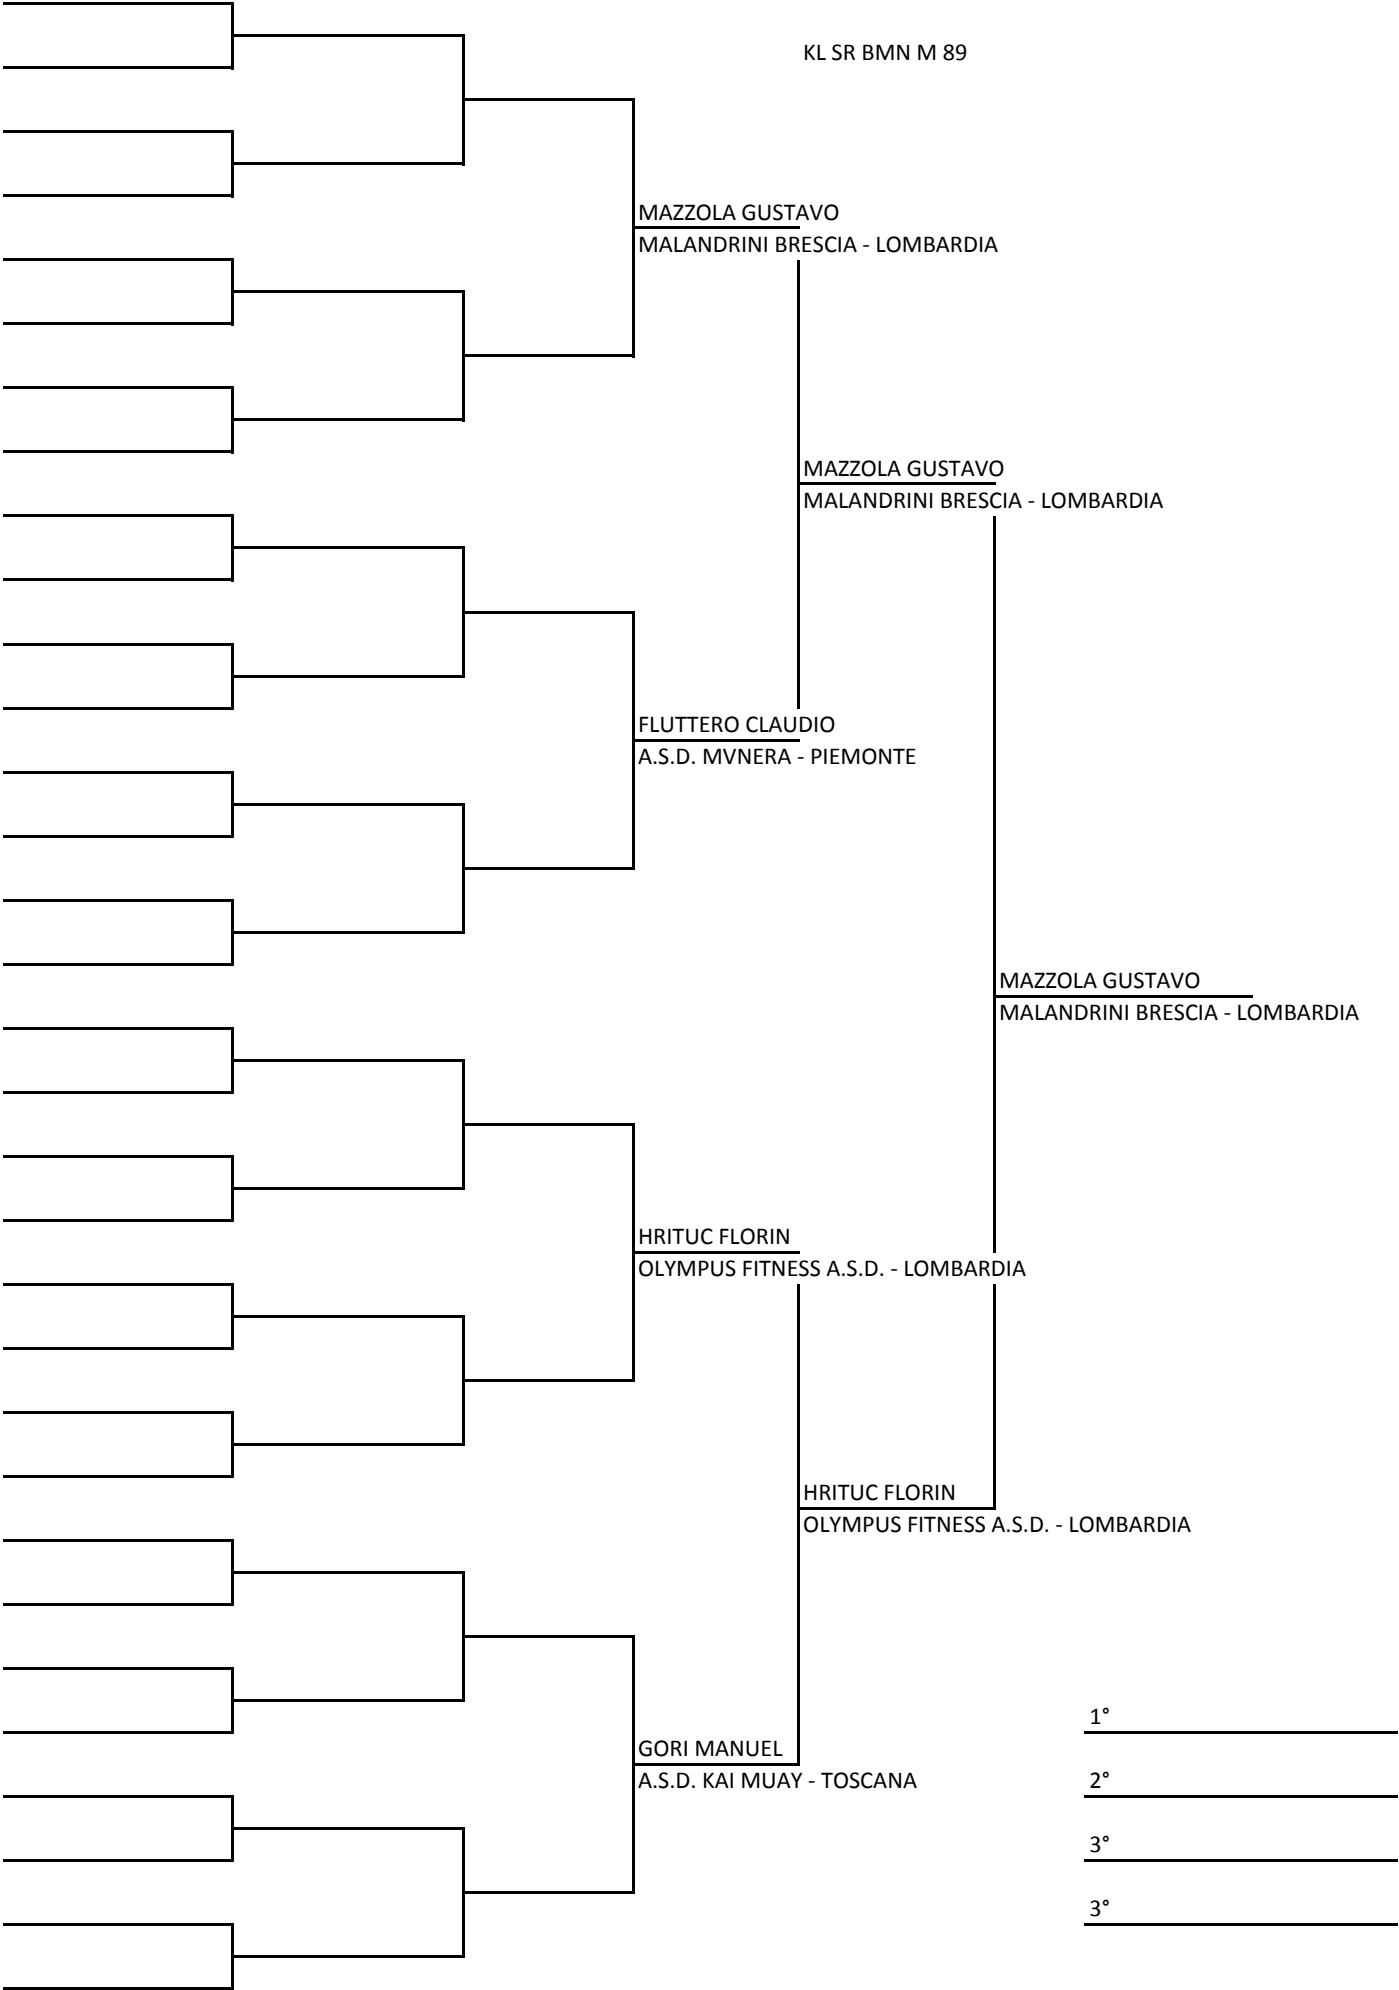 KL SR BMN M 89
MAZZOLA GUSTAVO
MALANDRINI BRESCIA - LOMBARDIA
MAZZOLA GUSTAVO
MALANDRINI BRESCIA - LOMBARDIA
FLUTTERO CLAUDIO
A.S.D. MVNERA - PIEMONTE
MAZZOLA GUSTAVO
MALANDRINI BRESCIA - LOMBARDIA
HRITUC FLORIN
OLYMPUS FITNESS A.S.D. - LOMBARDIA
HRITUC FLORIN
OLYMPUS FITNESS A.S.D. - LOMBARDIA
GORI MANUEL
A.S.D. KAI MUAY - TOSCANA
1°
2°
3°
3°